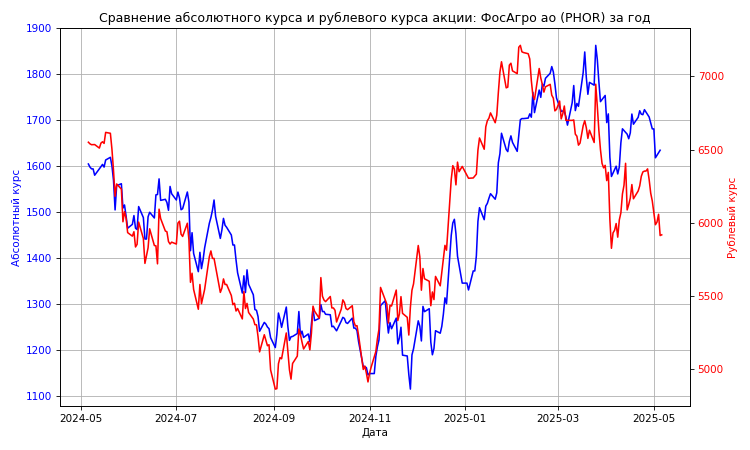 Сравнение абсолютного курса и рублевого курса акции: ФосАгро ао (PHOR) за год
1900
1800
1700
1600
1500
1400
1300
1200
1100
Абсолютный курс
7000
6500
6000
5500
5000
Рублевый курс
2024-05 2024-07 2024-09 2024-11 2025-01 2025-03 2025-05
Дата